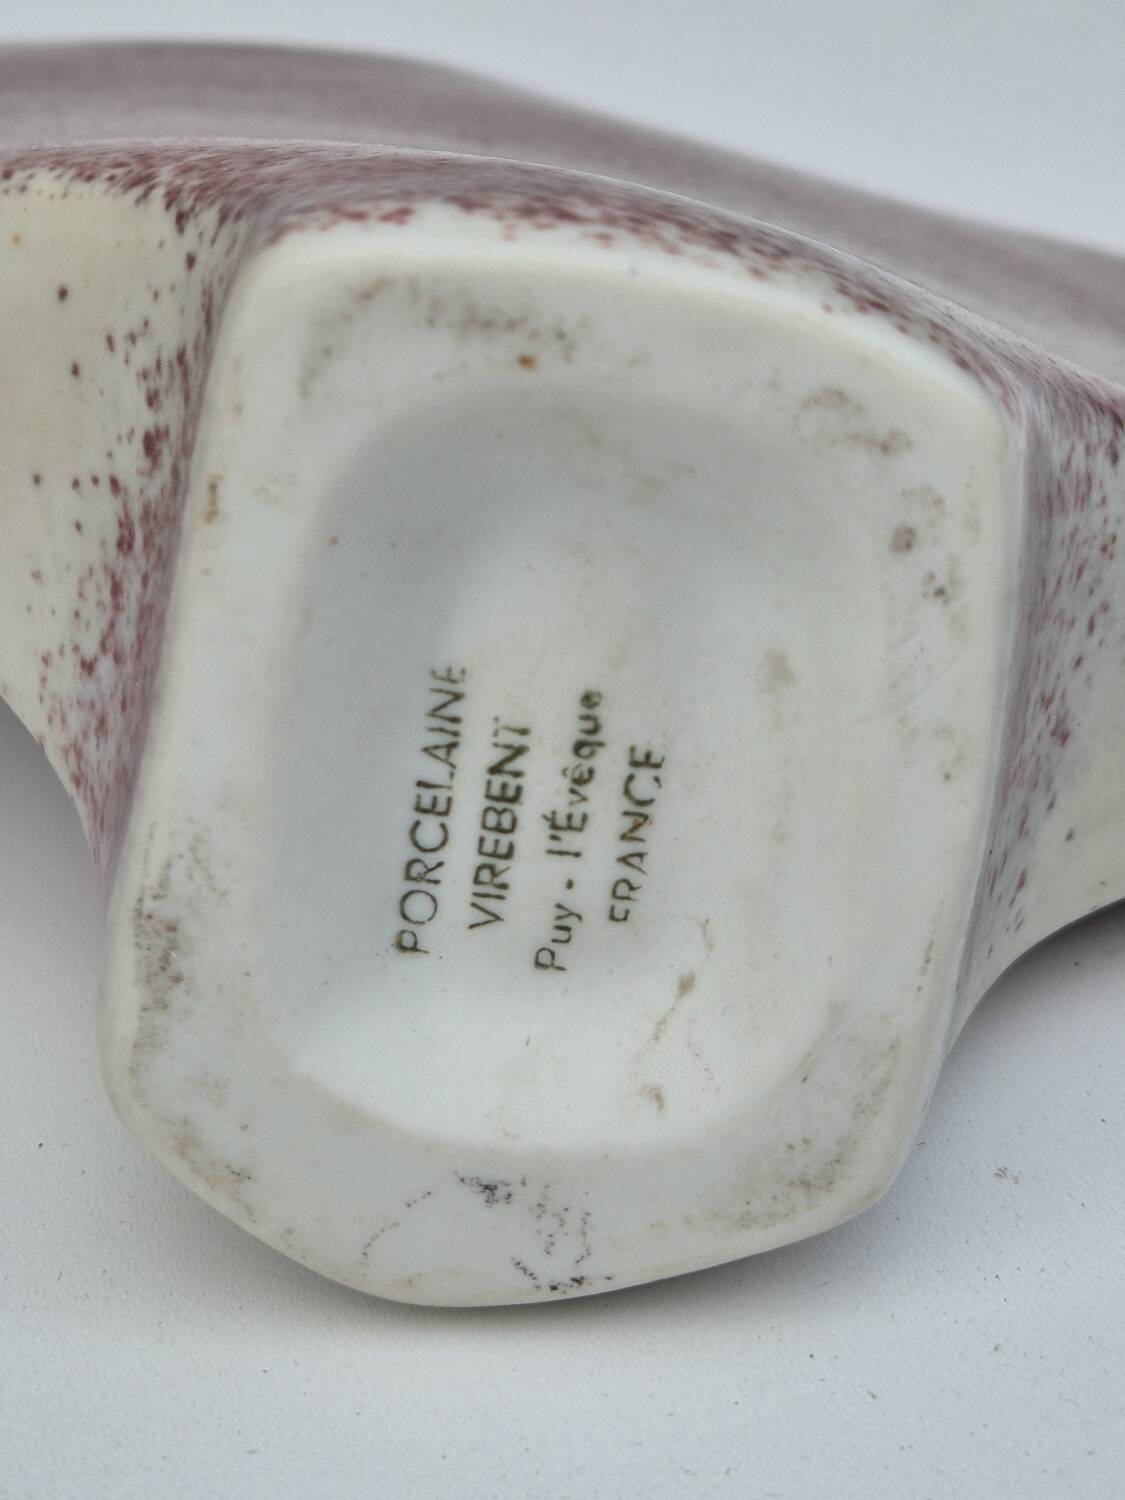 PORCELAINE
VIREBENT
Puy - l'Évêque
FRANCE